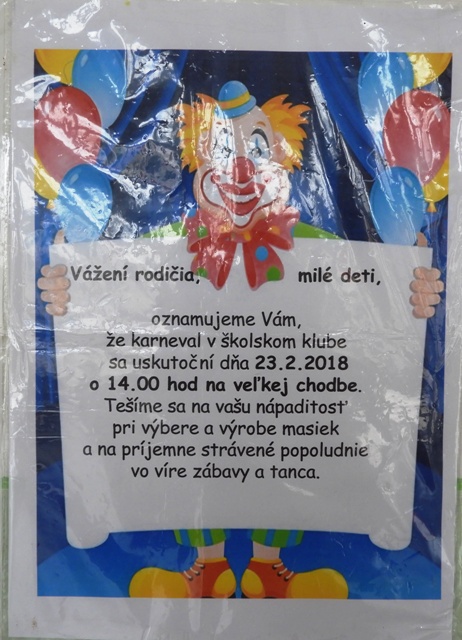 Vážení rodičia, milé deti,
oznamujeme Vám,
že karneval v školskom klube
sa uskutoční dňa 23.2.2018
o 14.00 hod na veľkej chodbe.
Tešíme sa na vašu nápaditosť
pri výbere a výrobe masiek
a na príjemne strávené popoludnie
vo víre zábavy a tanca.